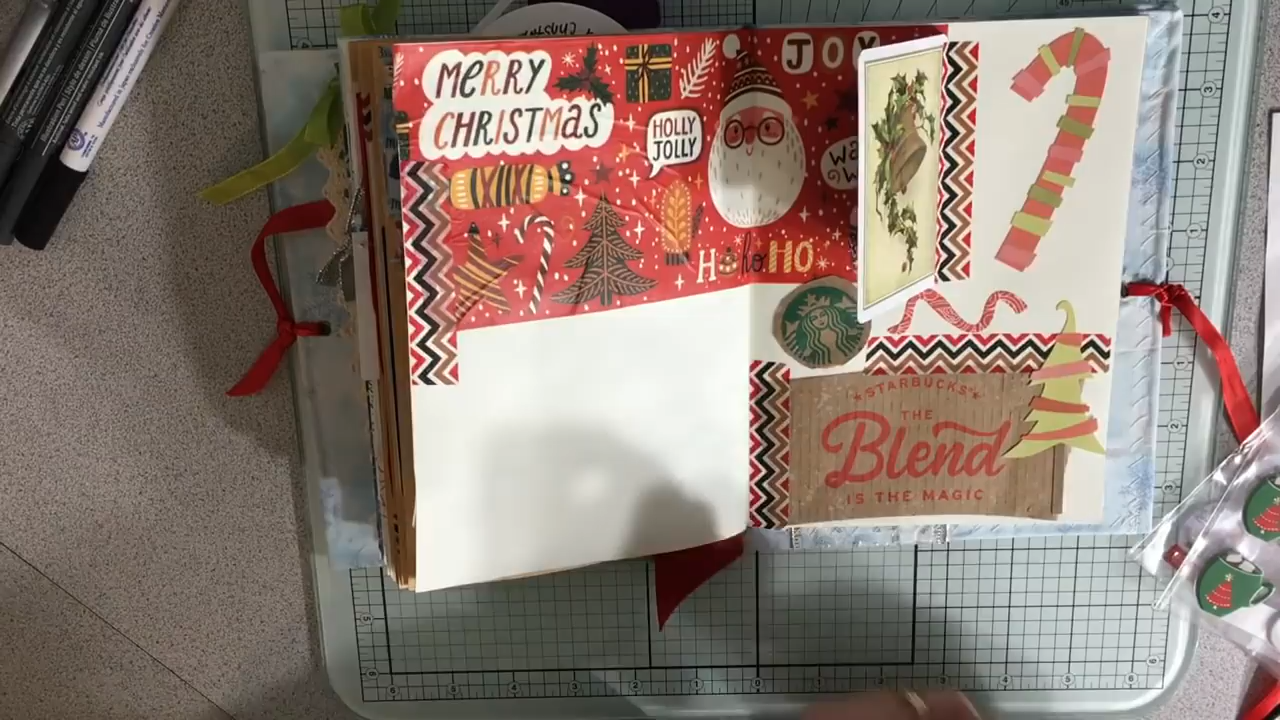 MERRY
CHRISTMAS
HOLLY
JOLLY
Ho ho HO
JOY
STARBUCKS
THE
Blend
IS THE MAGIC